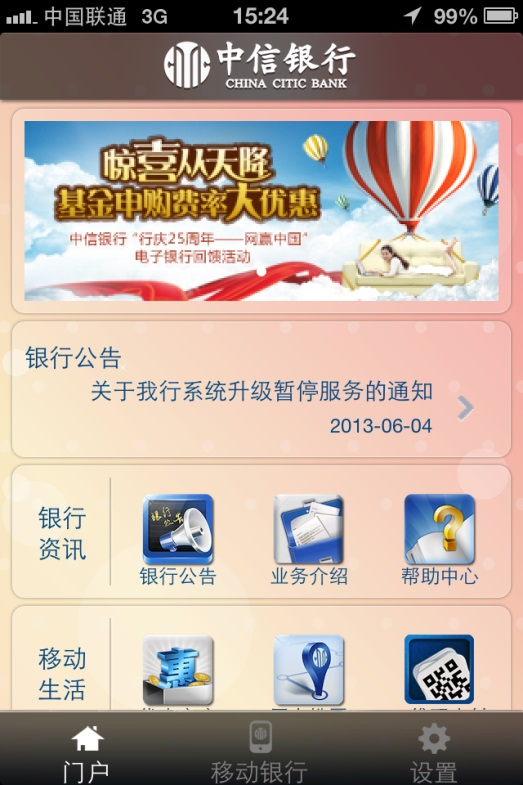 中国联通 3G 15:24 99%
中信银行
CHINA CITIC BANK
惊喜从天降
基金申购费率大优惠
中信银行“行庆25周年——网赢中国”
电子银行回馈活动
银行公告
关于我行系统升级暂停服务的通知
2013-06-04
银行
资讯
银行公告 业务介绍 帮助中心
移动
生活
惠
门户 移动银行 设置